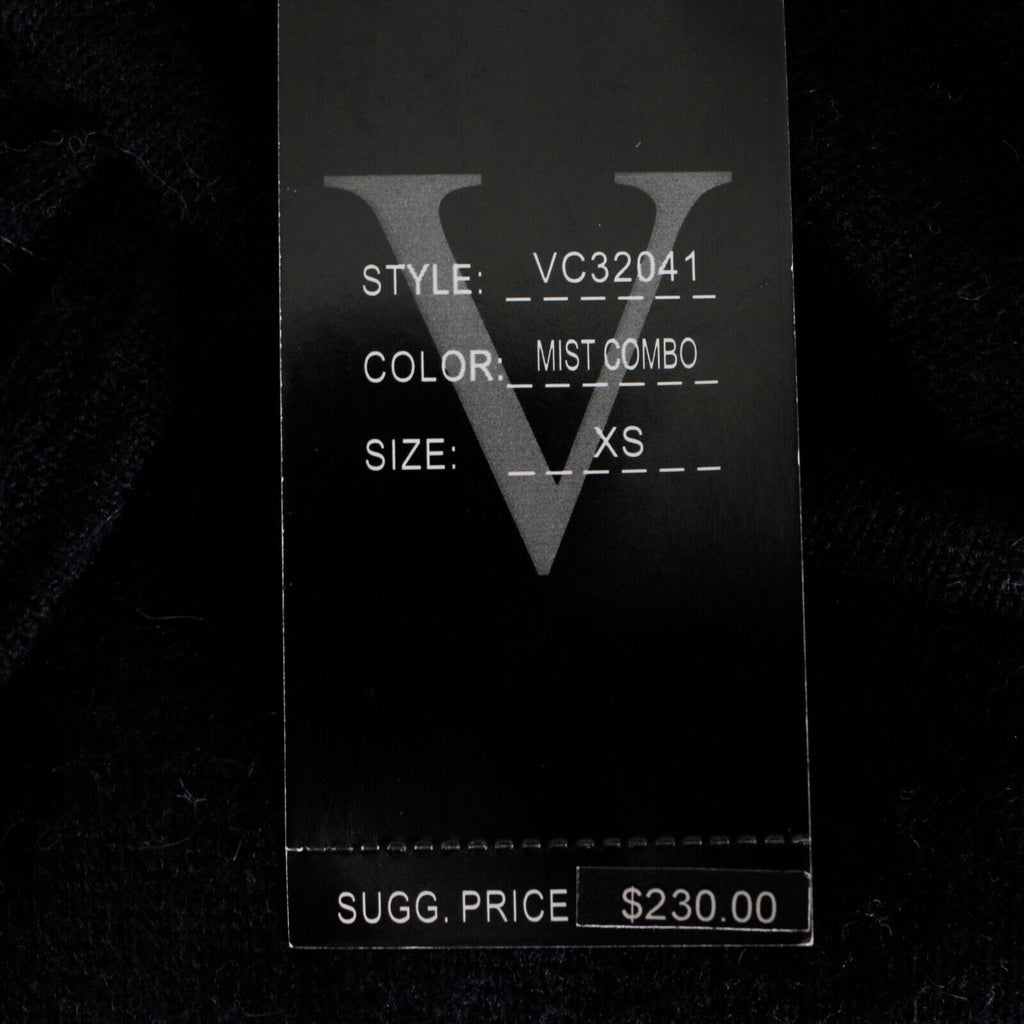 V
STYLE: VC32041
COLOR: MIST COMBO
SIZE: XS
SUGG. PRICE $230.00